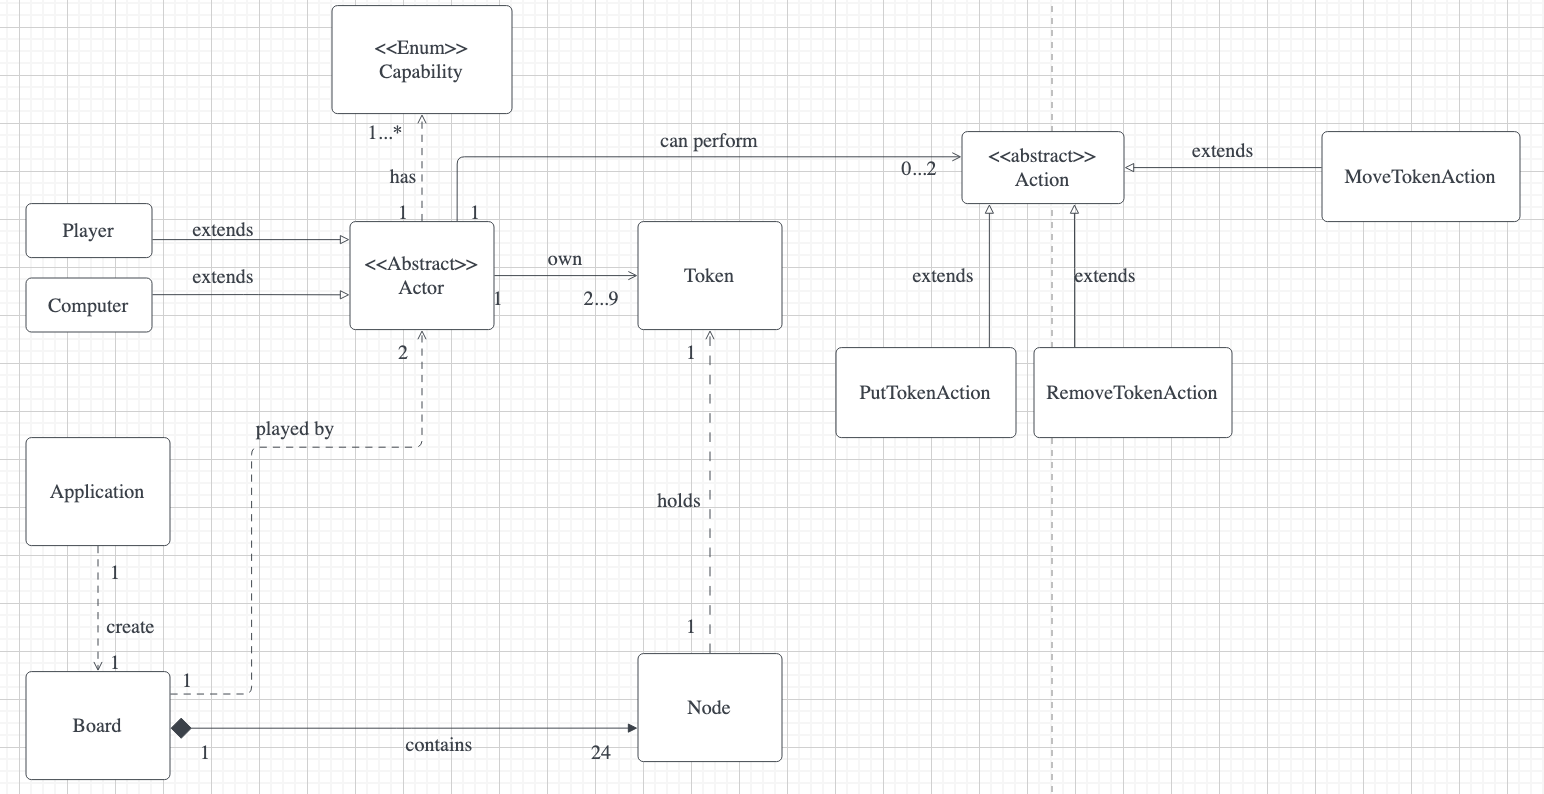 <<Enum>>
Capability
1...*
has
1
1
can perform
0...2
<<abstract>>
Action
extends
MoveTokenAction
Player
extends
Computer
extends
<<Abstract>>
Actor
own
1
2...9
Token
extends
extends
PutTokenAction
RemoveTokenAction
2
1
played by
holds
Application
1
create
1
1
1
Board
contains
1
24
Node